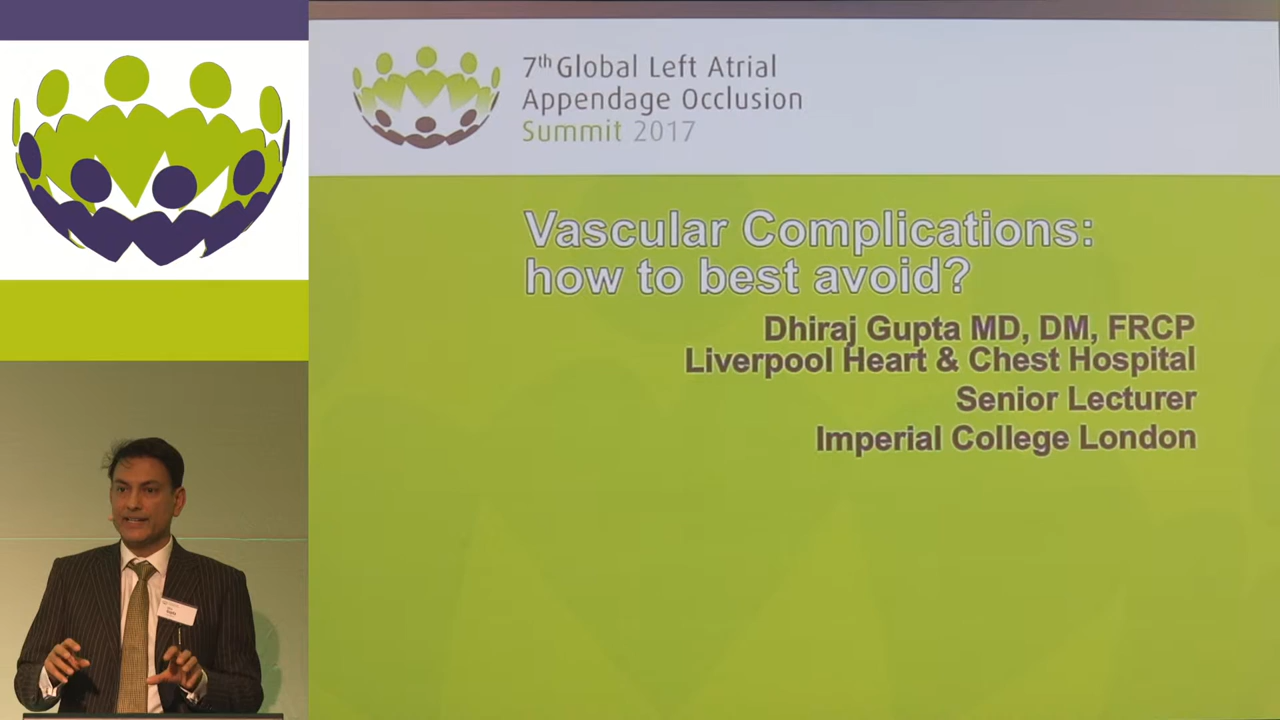 7th Global Left Atrial
Appendage Occlusion
Summit 2017
Vascular Complications:
how to best avoid?
Dhiraj Gupta MD, DM, FRCP
Liverpool Heart & Chest Hospital
Senior Lecturer
Imperial College London